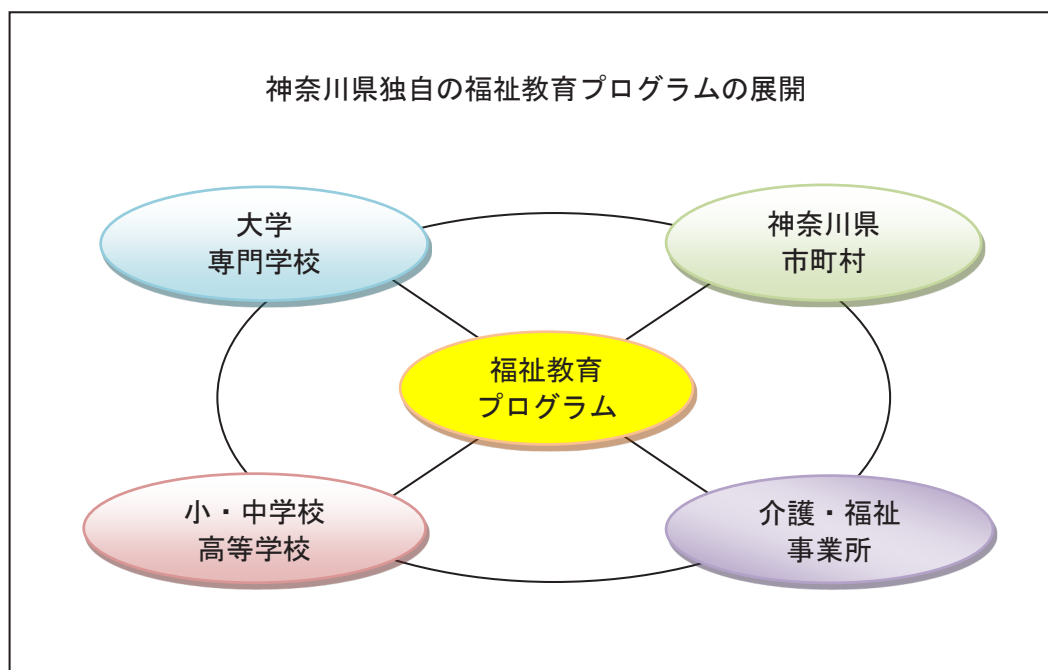 神奈川県独自の福祉教育プログラムの展開
大学
専門学校
神奈川県
市町村
福祉教育
プログラム
小・中学校
高等学校
介護・福祉
事業所